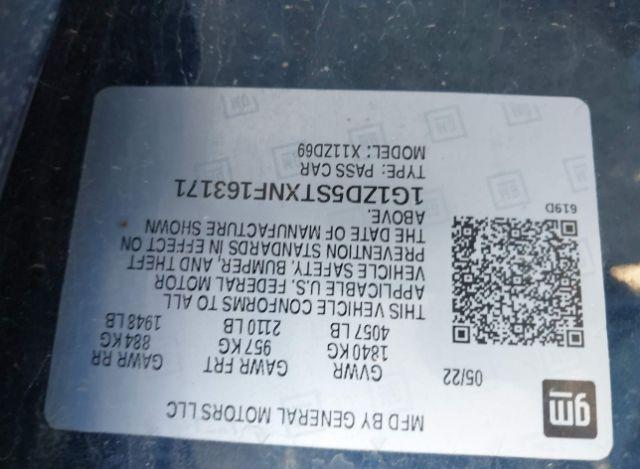 gm
MFD BY GENERAL MOTORS LLC
05/22
GVWR GAWR FRT GAWR RR
1840 KG 957 KG 884 KG
4057 LB 2110 LB 1948 LB
THIS VEHICLE CONFORMS TO ALL
APPLICABLE U.S. FEDERAL MOTOR
VEHICLE SAFETY, BUMPER, AND THEFT
PREVENTION STANDARDS IN EFFECT ON
THE DATE OF MANUFACTURE SHOWN
ABOVE.
1G1ZD5STXNF163171
TYPE: PASS CAR
MODEL: X11ZD69
619D